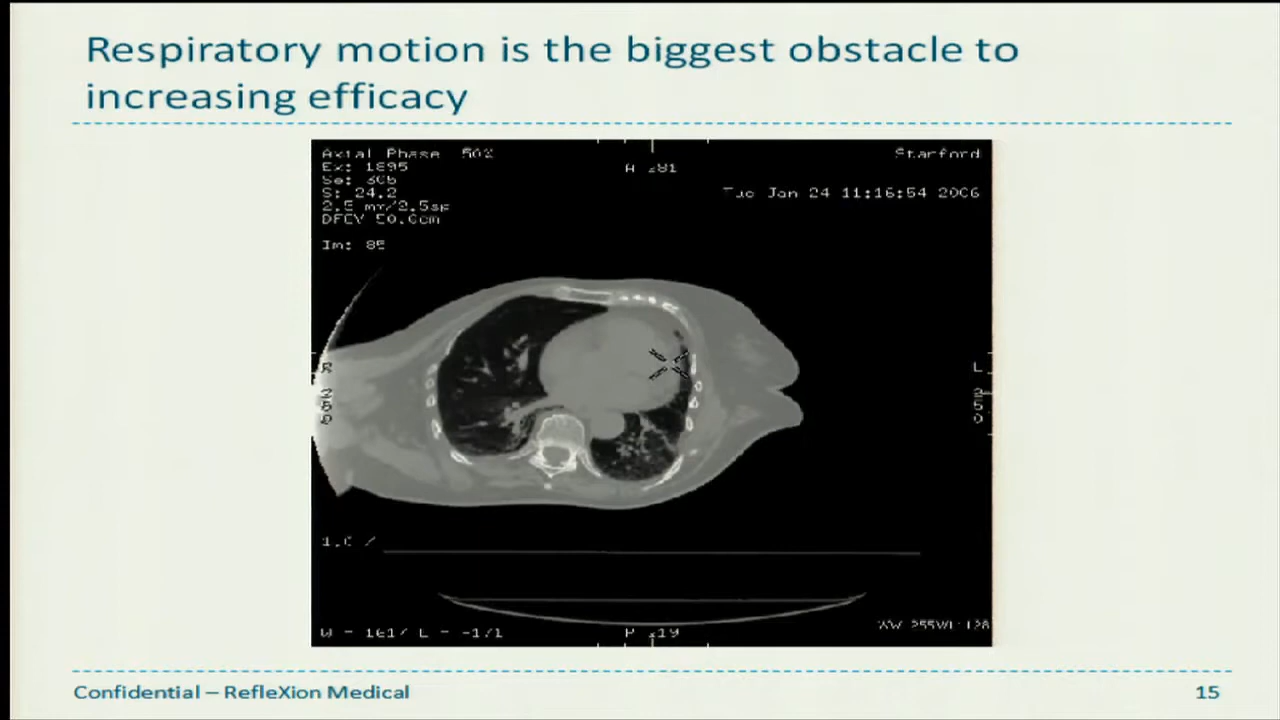 Respiratory motion is the biggest obstacle to
increasing efficacy
Axial Phase 50%
Ex: 1895
Se: 305
S: 24.2
2.5 mm/2.5sp
DFOV 50.0cm
Im: 85
A 281
Stanford
Tue Jan 24 11:16:54 2006
R
L
P 219
Confidential – RefleXion Medical
15